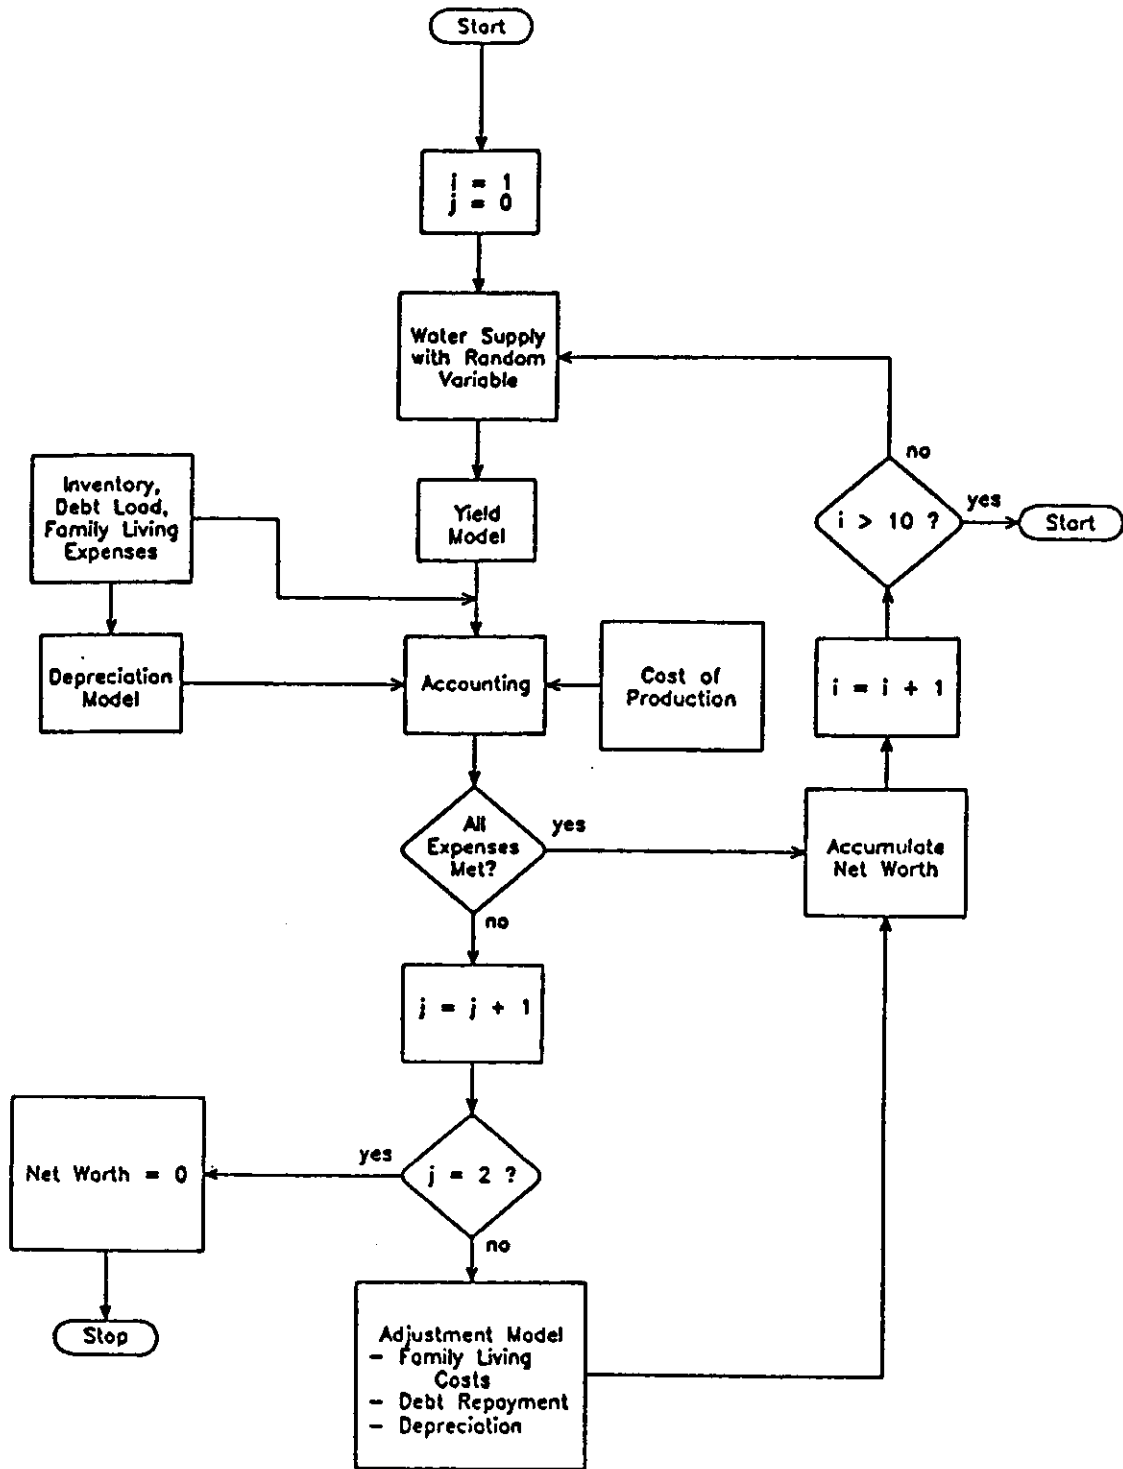 Start
i = 1
j = 0
Water Supply
with Random
Variable
no
Inventory,
Debt Load,
Family Living
Expenses
Yield
Model
i > 10 ?
yes
Start
Depreciation
Model
Accounting
Cost of
Production
i = i + 1
All
Expenses
Met?
yes
Accumulate
Net Worth
no
j = j + 1
Net Worth = 0
yes
j = 2 ?
no
Stop
Adjustment Model
- Family Living
Costs
- Debt Repayment
- Depreciation